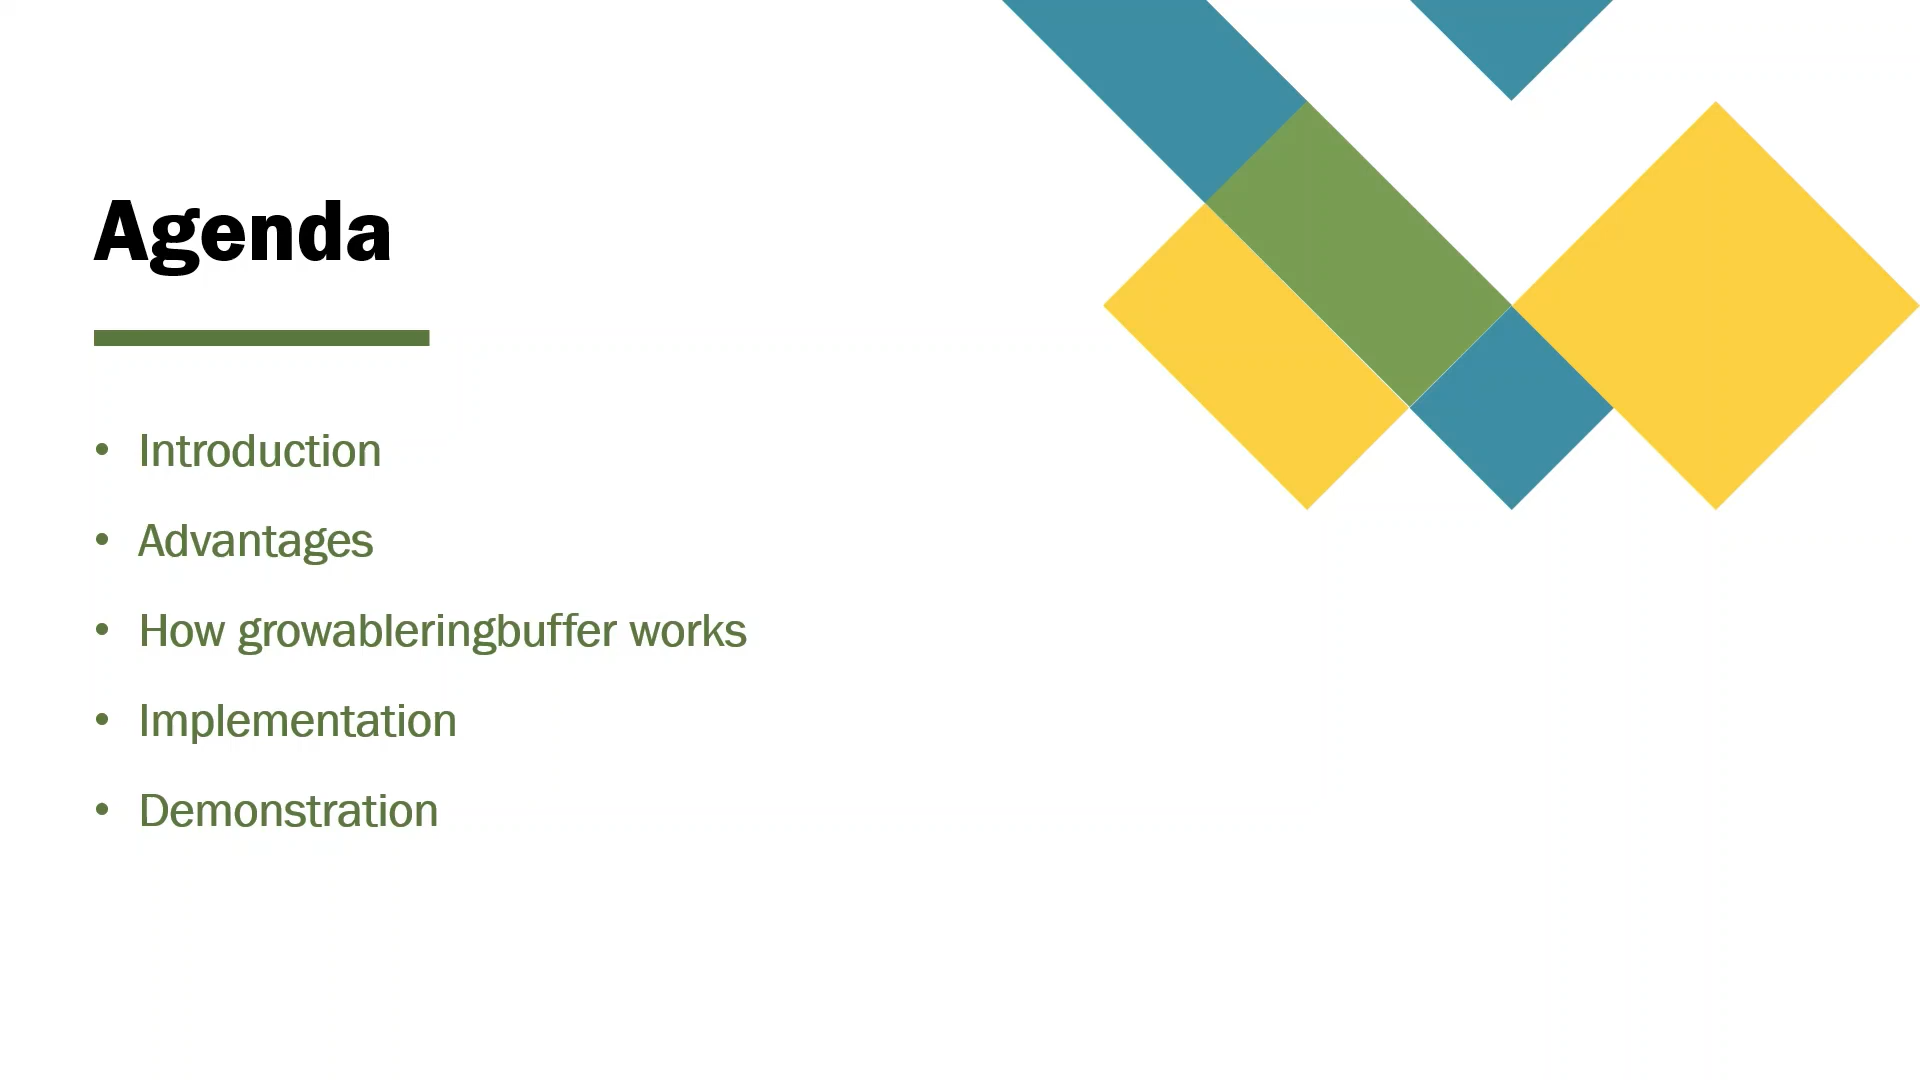 Agenda
• Introduction
• Advantages
• How growableringbuffer works
• Implementation
• Demonstration